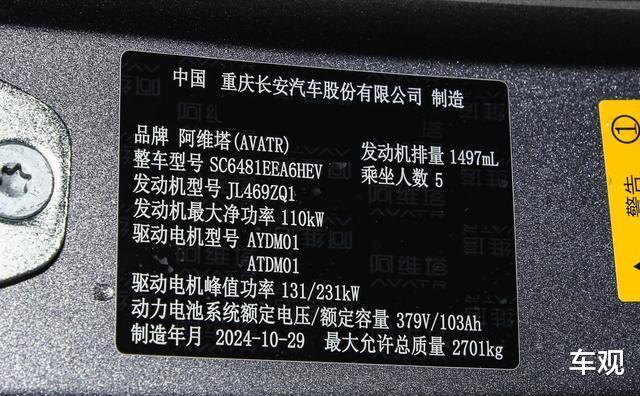 中国 重庆长安汽车股份有限公司 制造
品牌 阿维塔(AVATR)
整车型号 SC6481EEA6HEV 发动机排量 1497mL
发动机型号 JL469ZQ1 乘坐人数 5
发动机最大净功率 110kW
驱动电机型号 AYDM01
ATDM01
驱动电机峰值功率 131/231kW
动力电池系统额定电压/额定容量 379V/103Ah
制造年月 2024-10-29 最大允许总质量 2701kg
①
警告
车观